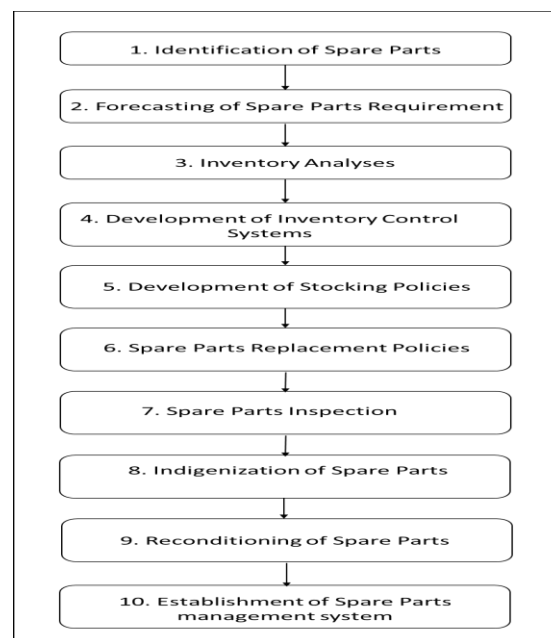 1. Identification of Spare Parts
2. Forecasting of Spare Parts Requirement
3. Inventory Analyses
4. Development of Inventory Control
Systems
5. Development of Stocking Policies
6. Spare Parts Replacement Policies
7. Spare Parts Inspection
8. Indigenization of Spare Parts
9. Reconditioning of Spare Parts
10. Establishment of Spare Parts
management system